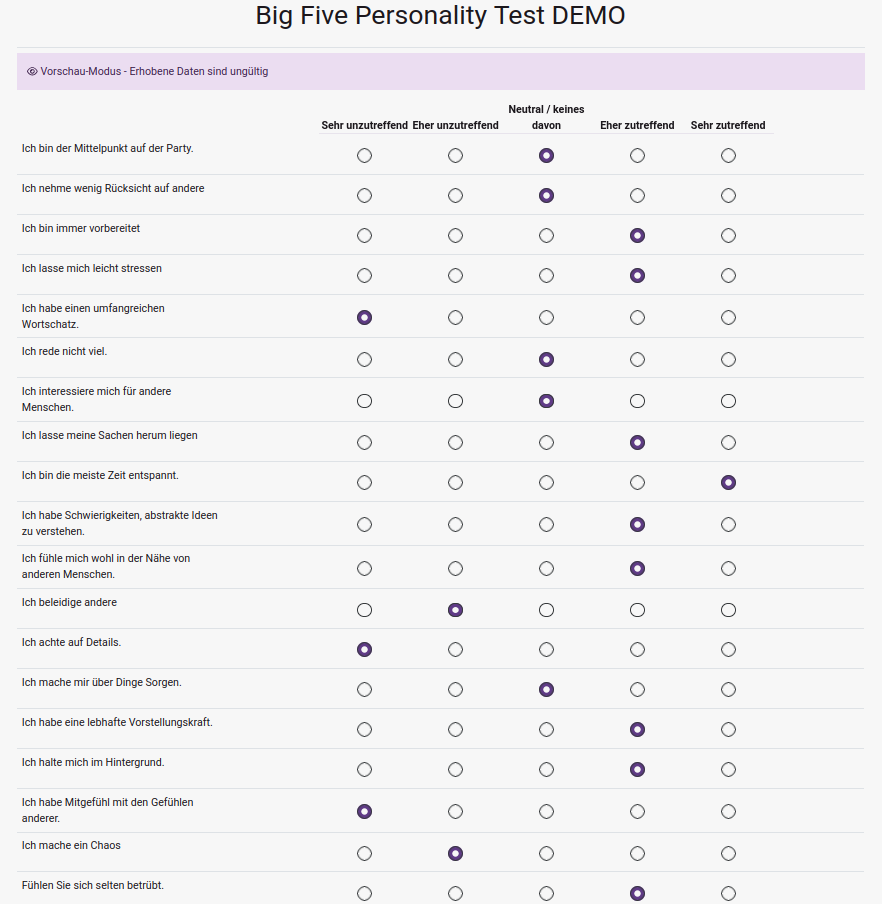 Big Five Personality Test DEMO
Vorschau-Modus - Erhobene Daten sind ungültig
Neutral / keines
Sehr unzutreffend Eher unzutreffend davon Eher zutreffend Sehr zutreffend
Ich bin der Mittelpunkt auf der Party.
Ich nehme wenig Rücksicht auf andere
Ich bin immer vorbereitet
Ich lasse mich leicht stressen
Ich habe einen umfangreichen
Wortschatz.
Ich rede nicht viel.
Ich interessiere mich für andere
Menschen.
Ich lasse meine Sachen herum liegen
Ich bin die meiste Zeit entspannt.
Ich habe Schwierigkeiten, abstrakte Ideen
zu verstehen.
Ich fühle mich wohl in der Nähe von
anderen Menschen.
Ich beleidige andere
Ich achte auf Details.
Ich mache mir über Dinge Sorgen.
Ich habe eine lebhafte Vorstellungskraft.
Ich halte mich im Hintergrund.
Ich habe Mitgefühl mit den Gefühlen
anderer.
Ich mache ein Chaos
Fühlen Sie sich selten betrübt.